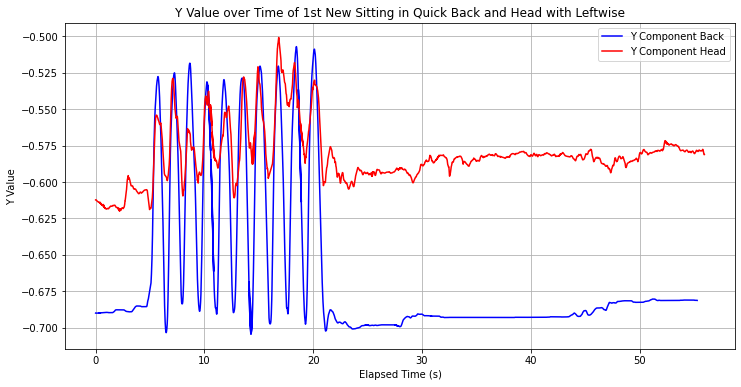 Y Value over Time of 1st New Sitting in Quick Back and Head with Leftwise
Y Component Back
Y Component Head
−0.500
−0.525
−0.550
−0.575
−0.600
−0.625
−0.650
−0.675
−0.700
Y Value
0 10 20 30 40 50
Elapsed Time (s)